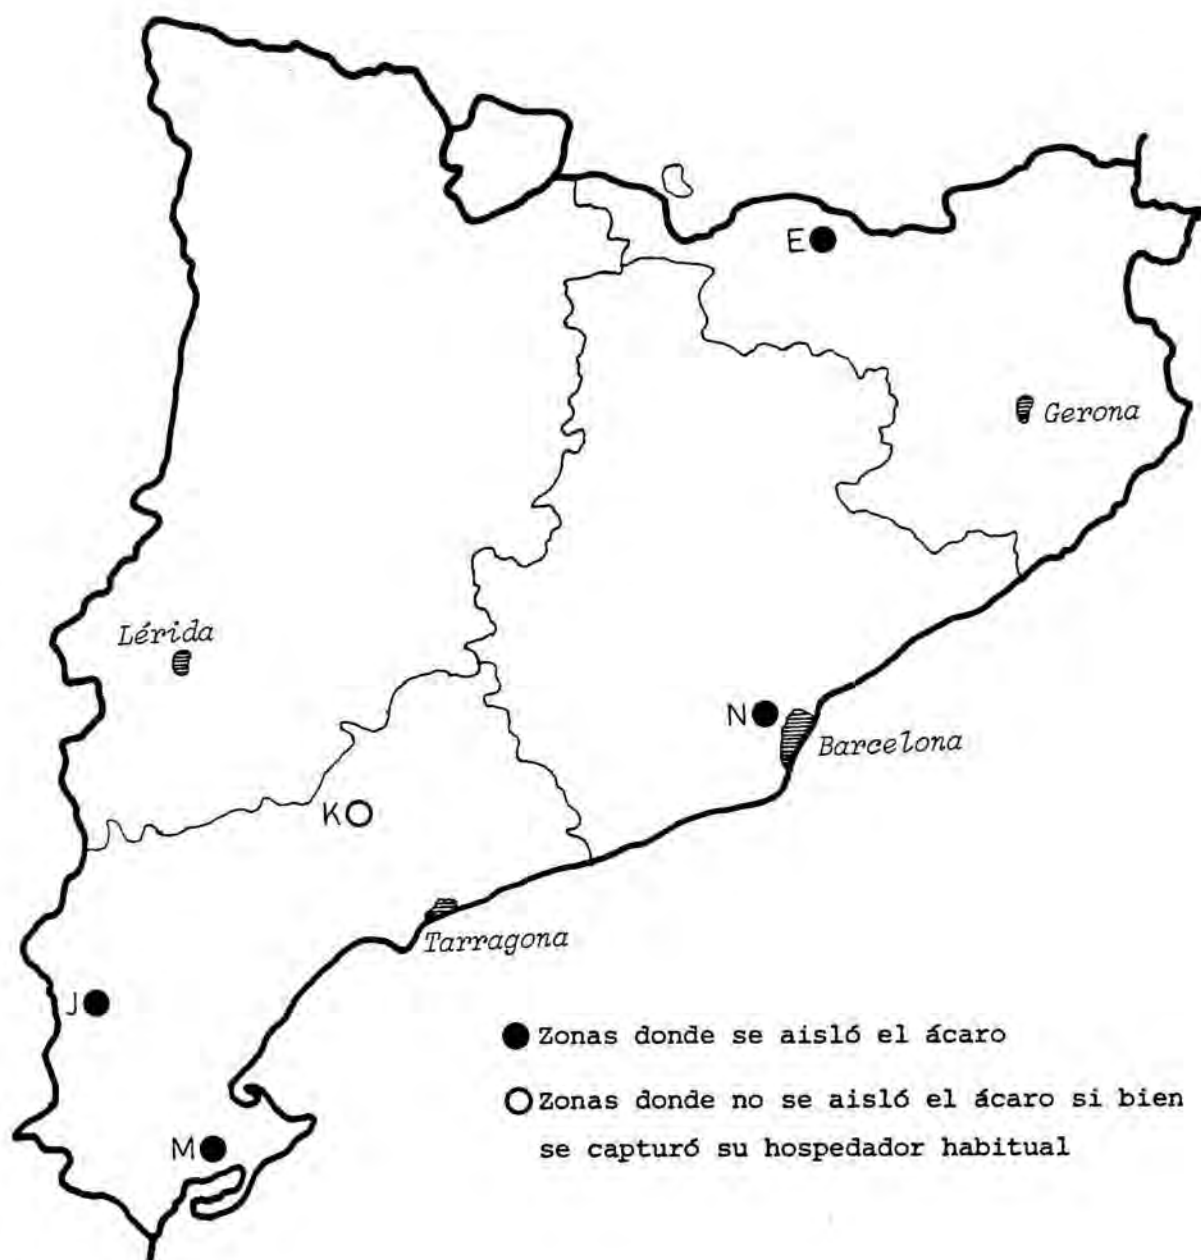 E
Gerona
Lérida
N
Barcelona
K
Tarragona
J
Zonas donde se aisló el ácaro
Zonas donde no se aisló el ácaro si bien
se capturó su hospedador habitual
M